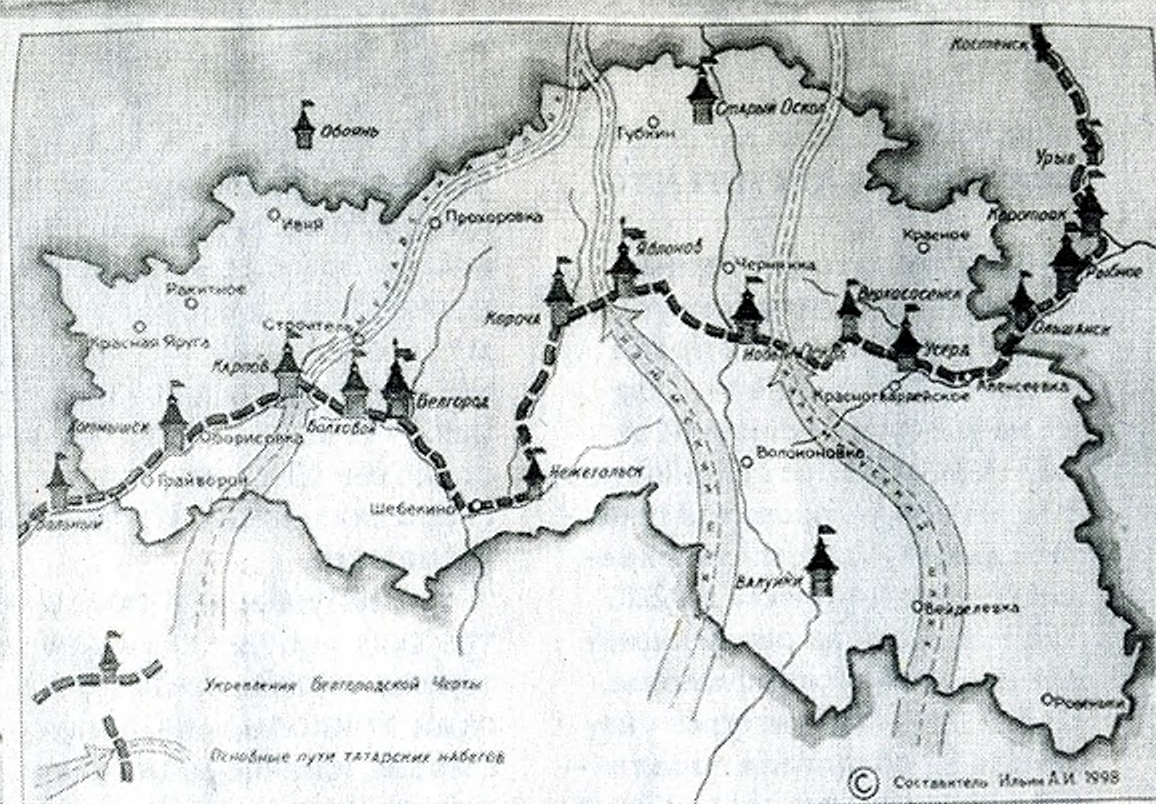 Костенск
Обоянь
Старый Оскол
Губкин
Урыв
Коротояк
Ивня
Прохоровка
Яблонов
Красное
Чернянка
Рыбное
Ракитное
Верхососенск
Короча
Строитель
Ольшанск
Красная Яруга
Новый Оскол
Усерд
Карпов
Алексеевка
Красногвардейское
Белгород
Болховой
Борисовка
Волоконовка
Грайворон
Нежегольск
Шебекино
Вольный
Валуйки
Вейделевка
Укрепления Белгородской Черты
Ровеньки
Основные пути татарских набегов
© Составитель Ильин А.И. 1998